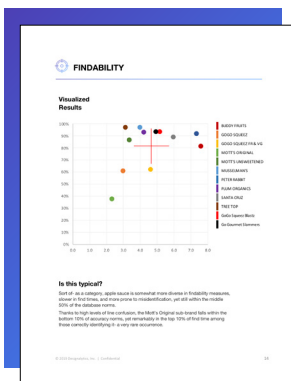 FINDABILITY
Visualized
Results
100%
90%
80%
70%
60%
50%
40%
30%
20%
10%
0%
0.0 1.0 2.0 3.0 4.0 5.0 6.0 7.0 8.0
BUDDY FRUITS
GOGO SQUEEZ
GOGO SQUEEZ FR & VG
MOTT'S ORIGINAL
MOTT'S UNSWEETENED
MUSSELMAN'S
PETER RABBIT
PLUM ORGANICS
SANTA CRUZ
TREE TOP
GoGo Squeez Block
Go Gourmet Slammers
Is this typical?
Sort of- as a category, apple sauce is somewhat more diverse in findability measures,
slower in find times, and more prone to misidentification, yet still within the middle
50% of the database norms.
Thanks to high levels of line confusion, the Mott's Original sub-brand falls within the
bottom 10% of accuracy norms, yet remarkably in the top 10% of find time among
those correctly identifying it- a very rare occurrence.
Inc. | Confidential